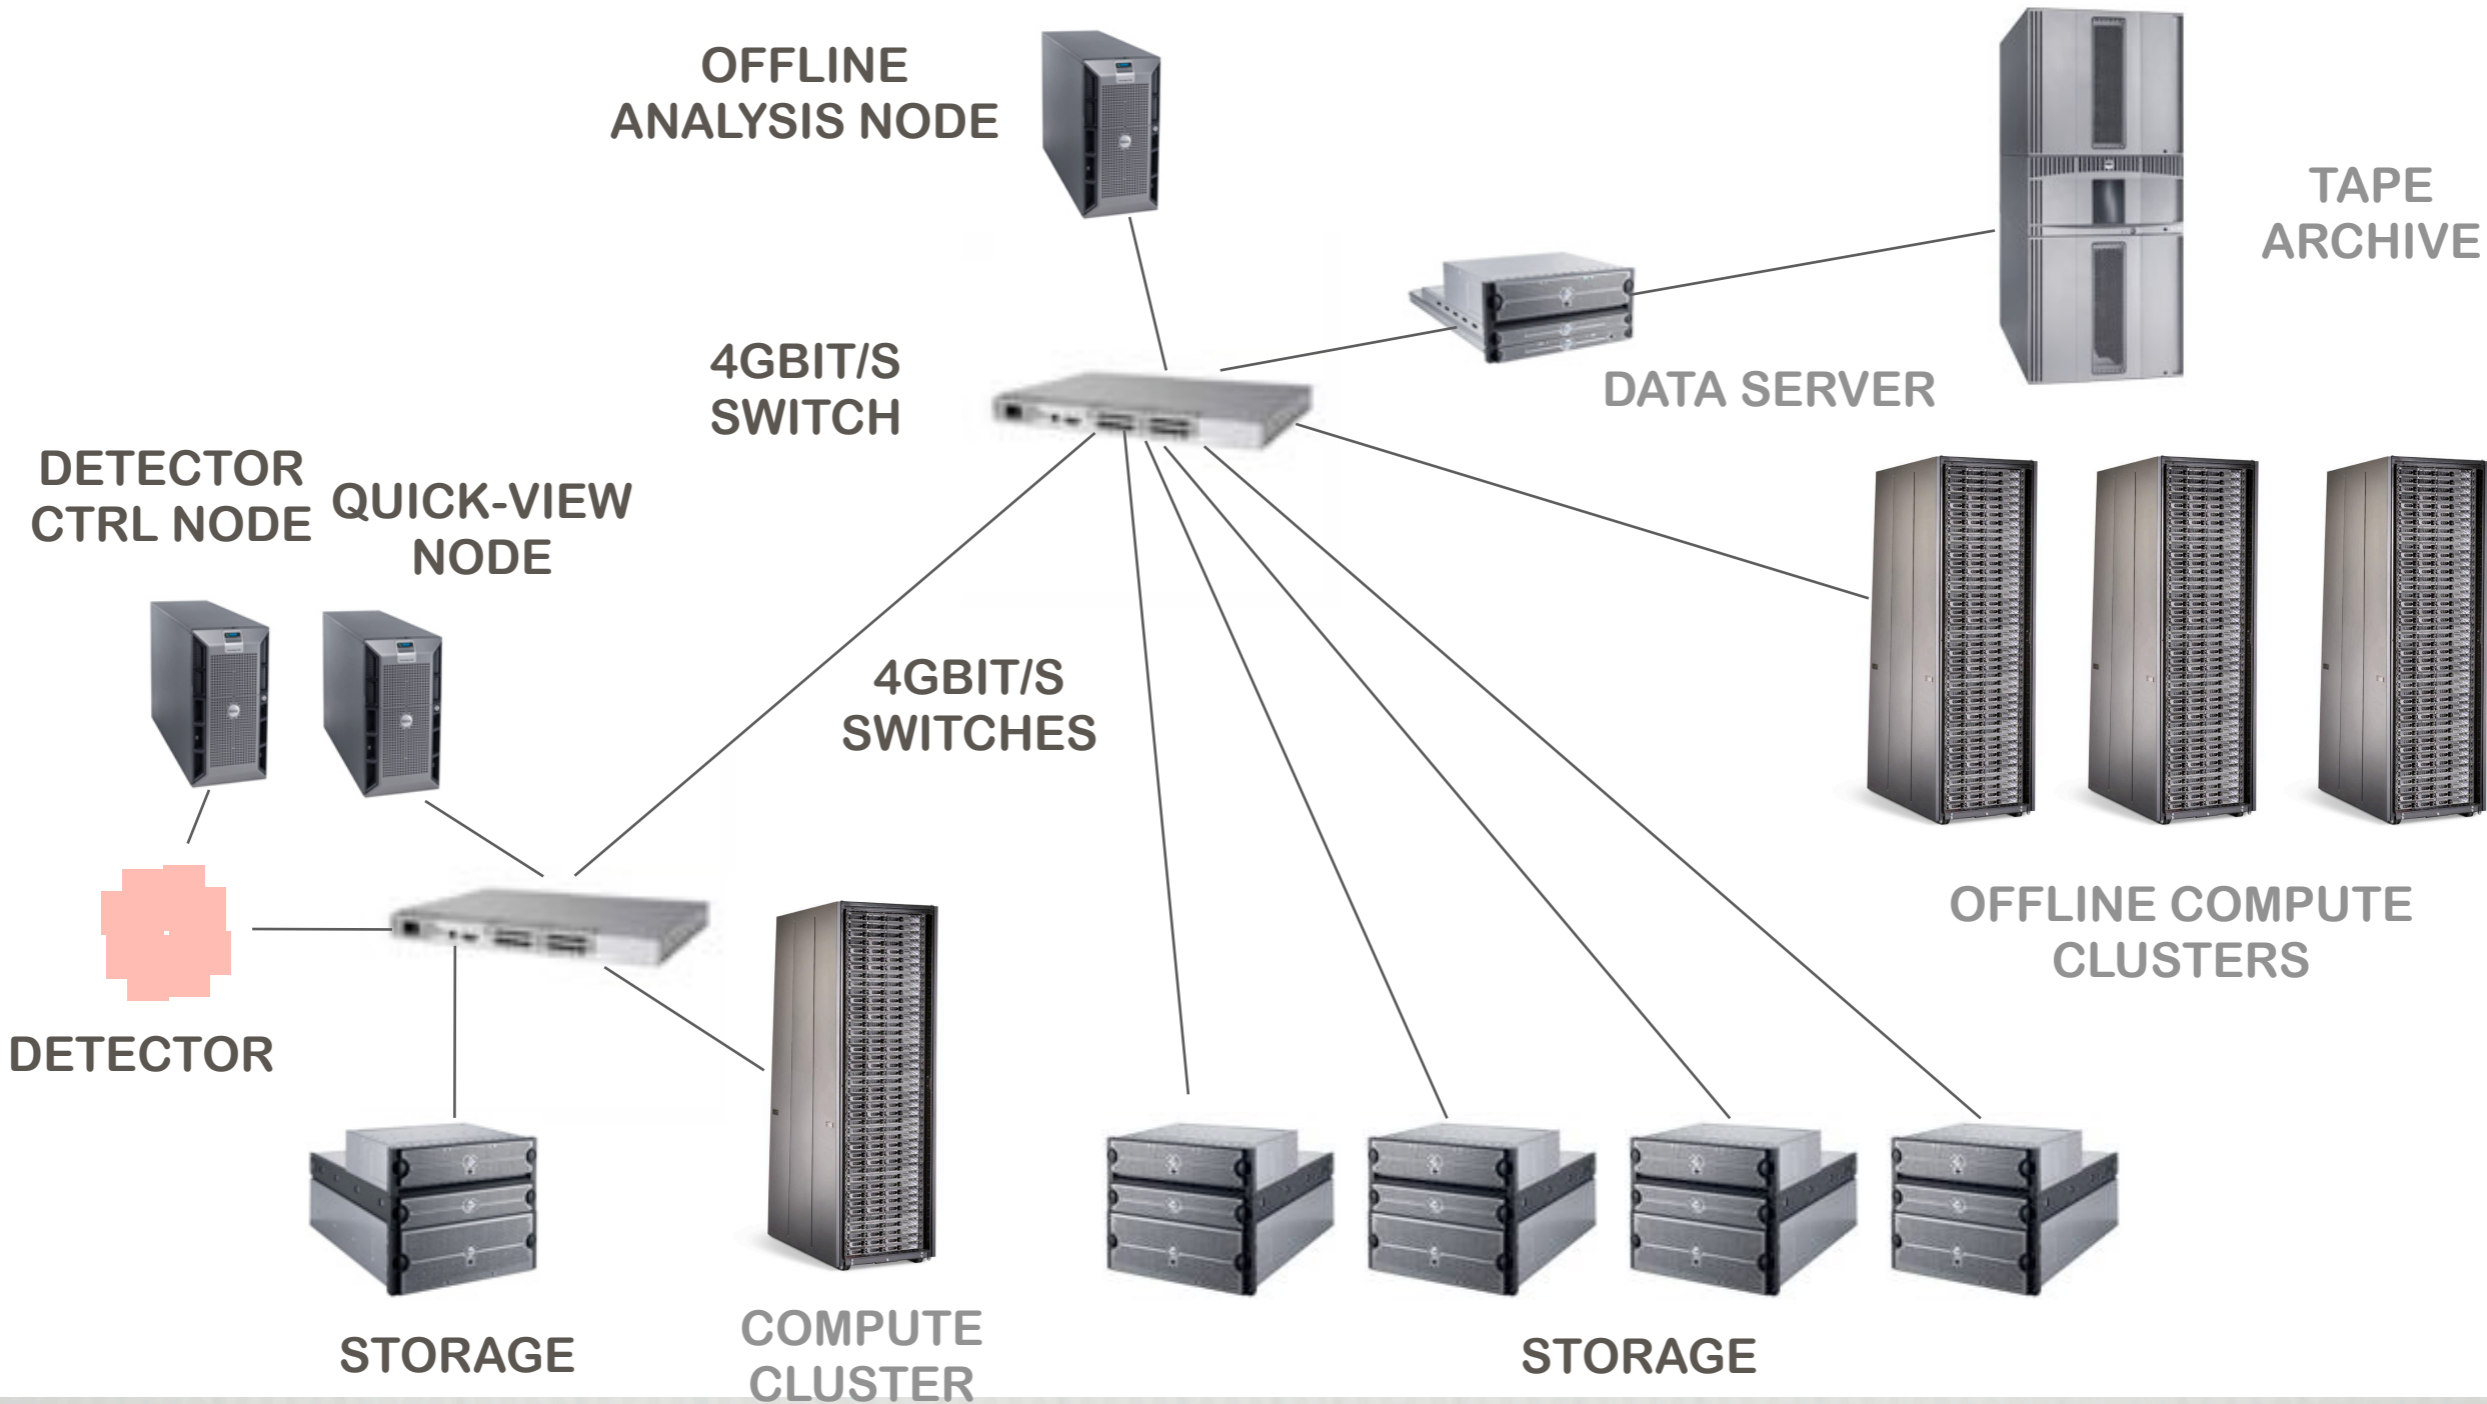 OFFLINE
ANALYSIS NODE
TAPE
ARCHIVE
4GBIT/S
SWITCH
DATA SERVER
DETECTOR
CTRL NODE
QUICK-VIEW
NODE
4GBIT/S
SWITCHES
OFFLINE COMPUTE
CLUSTERS
DETECTOR
STORAGE
COMPUTE
CLUSTER
STORAGE